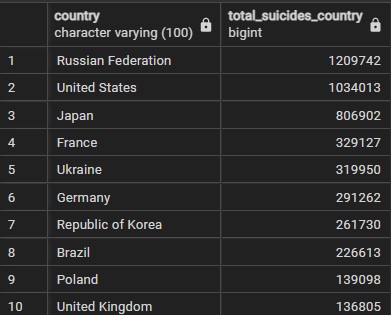 country total_suicides_country
character varying (100) bigint
1 Russian Federation 1209742
2 United States 1034013
3 Japan 806902
4 France 329127
5 Ukraine 319950
6 Germany 291262
7 Republic of Korea 261730
8 Brazil 226613
9 Poland 139098
10 United Kingdom 136805